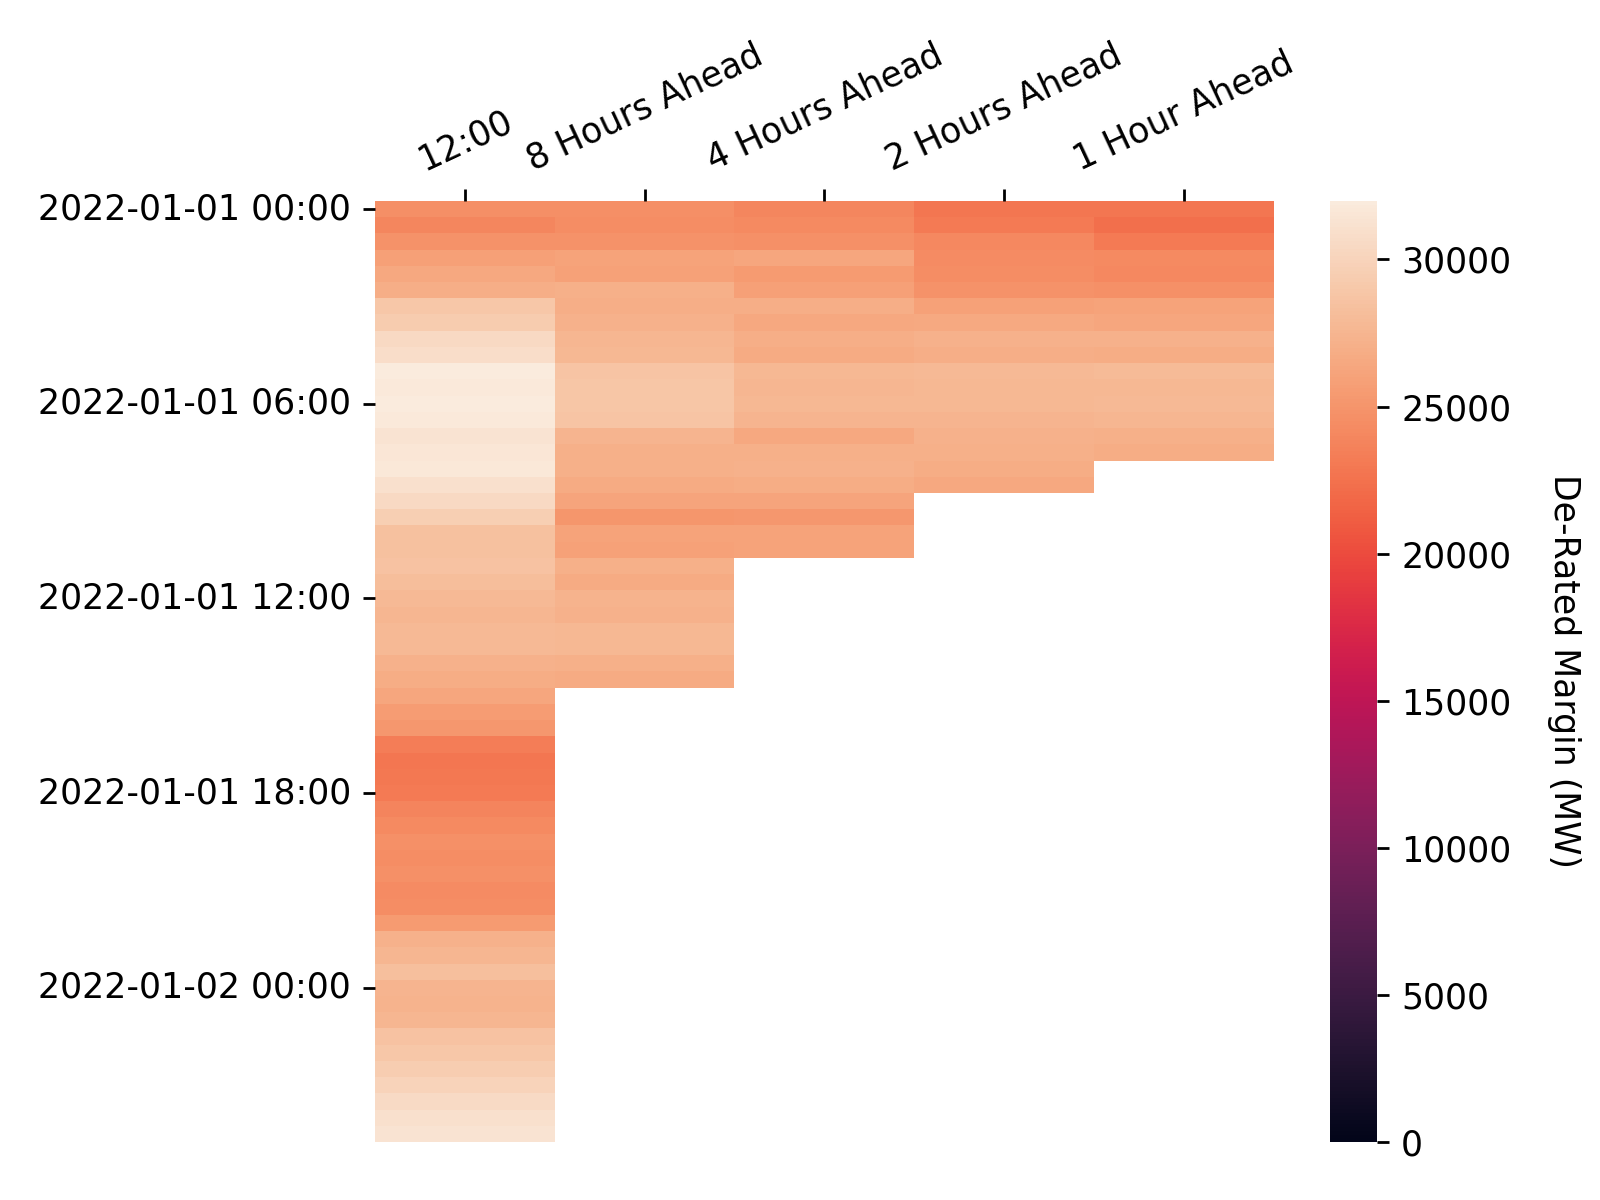 12:00
8 Hours Ahead
4 Hours Ahead
2 Hours Ahead
1 Hour Ahead
2022-01-01 00:00
2022-01-01 06:00
2022-01-01 12:00
2022-01-01 18:00
2022-01-02 00:00
30000
25000
20000
15000
10000
5000
0
De-Rated Margin (MW)